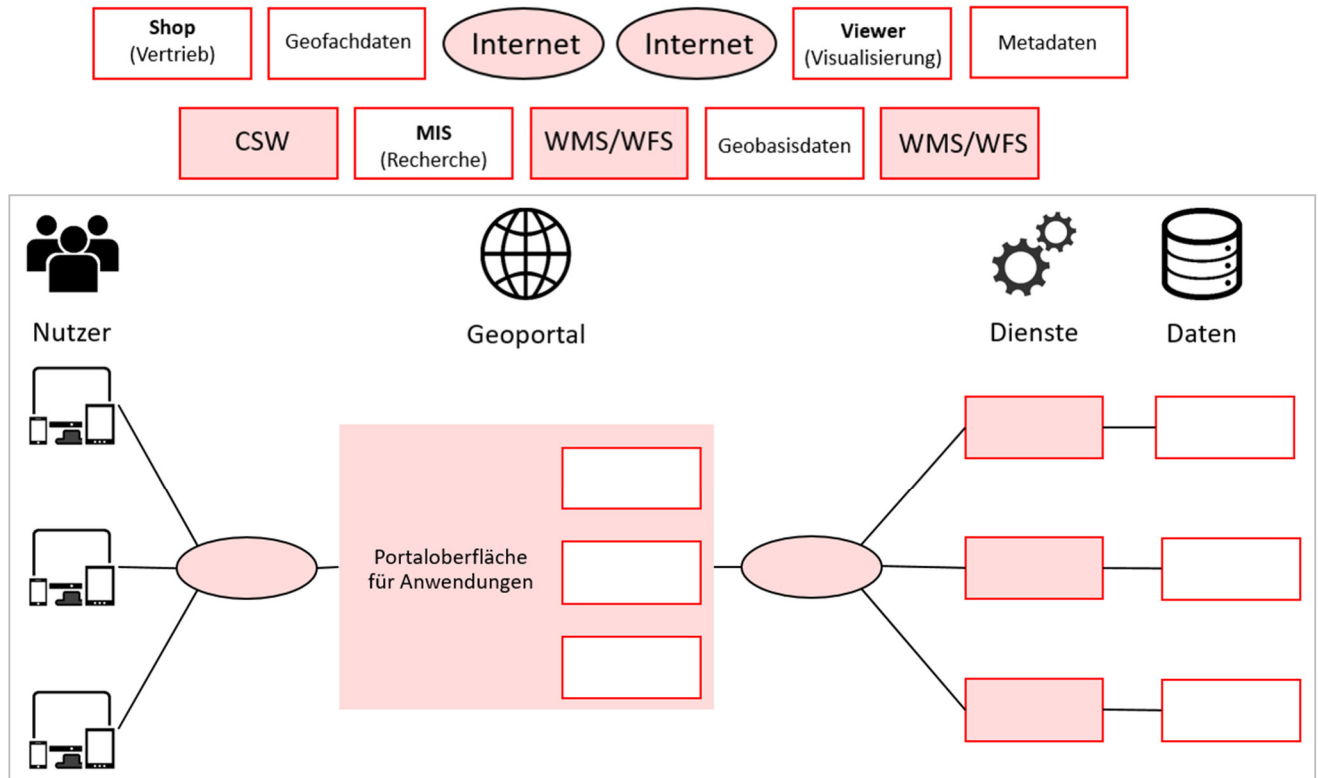 Shop
(Vertrieb)
Geofachdaten
Internet
Internet
Viewer
(Visualisierung)
Metadaten
CSW
MIS
(Recherche)
WMS/WFS
Geobasisdaten
WMS/WFS
Nutzer
Geoportal
Dienste
Daten
Portaloberfläche
für Anwendungen